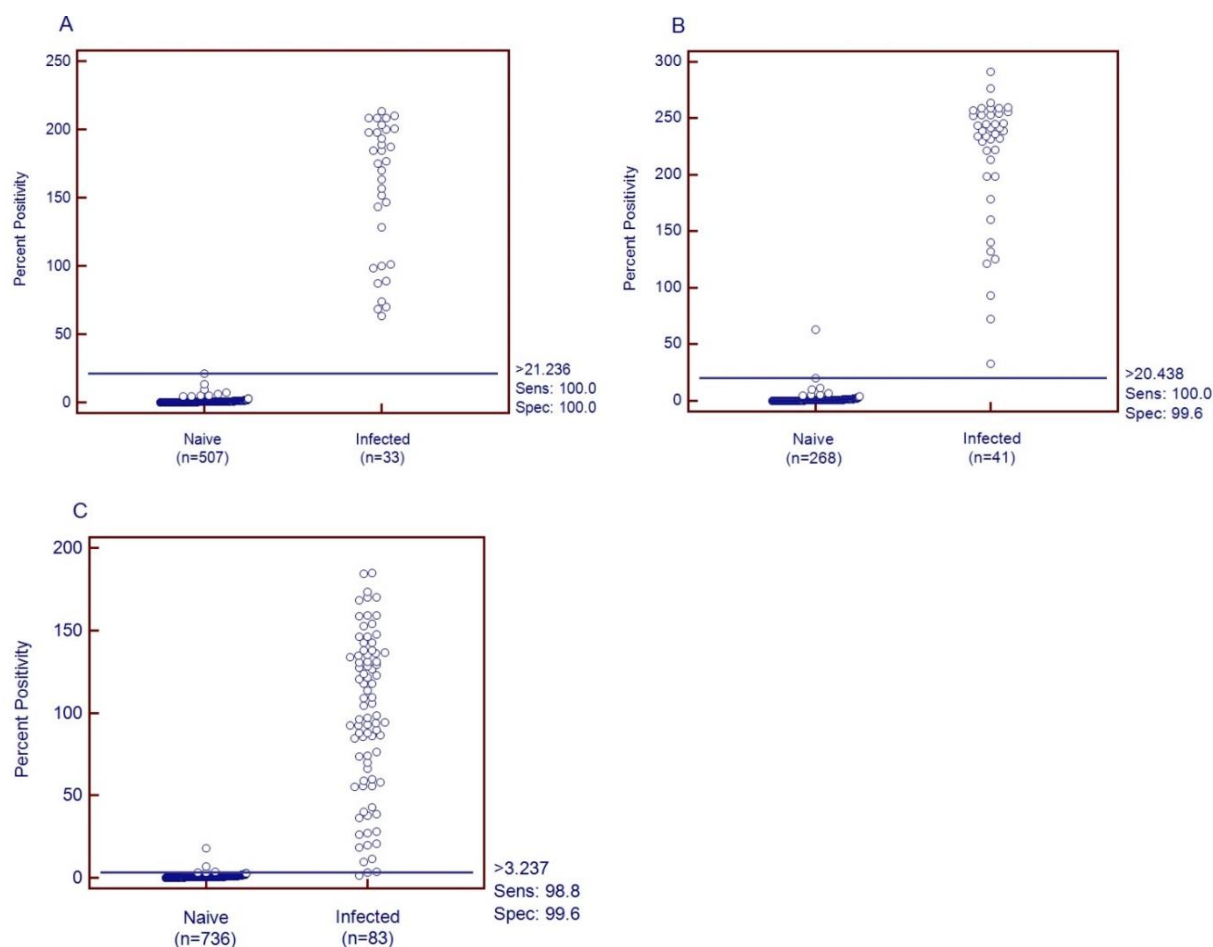 A
Percent Positivity
250
200
150
100
50
0
>21.236
Sens: 100.0
Spec: 100.0
Naive
(n=507)
Infected
(n=33)
B
Percent Positivity
300
250
200
150
100
50
0
>20.438
Sens: 100.0
Spec: 99.6
Naive
(n=268)
Infected
(n=41)
C
Percent Positivity
200
150
100
50
0
>3.237
Sens: 98.8
Spec: 99.6
Naive
(n=736)
Infected
(n=83)